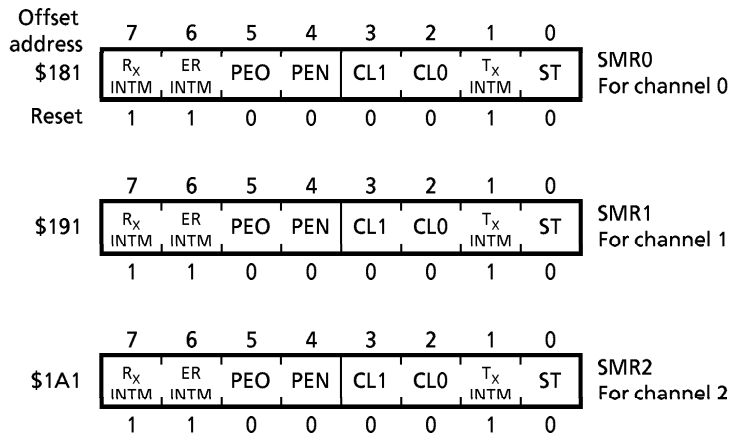 Offset
address
7 6 5 4 3 2 1 0
$181 RX INTM ER INTM PEO PEN CL1 CL0 TX INTM ST SMR0
For channel 0
Reset 1 1 0 0 0 0 1 0
7 6 5 4 3 2 1 0
$191 RX INTM ER INTM PEO PEN CL1 CL0 TX INTM ST SMR1
For channel 1
1 1 0 0 0 0 1 0
7 6 5 4 3 2 1 0
$1A1 RX INTM ER INTM PEO PEN CL1 CL0 TX INTM ST SMR2
For channel 2
1 1 0 0 0 0 1 0